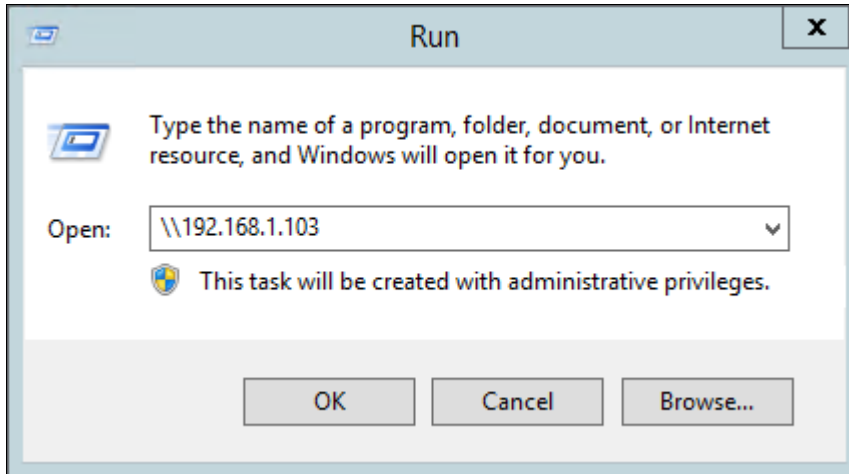 Run
x
Type the name of a program, folder, document, or Internet
resource, and Windows will open it for you.
Open: \\192.168.1.103
This task will be created with administrative privileges.
OK Cancel Browse...